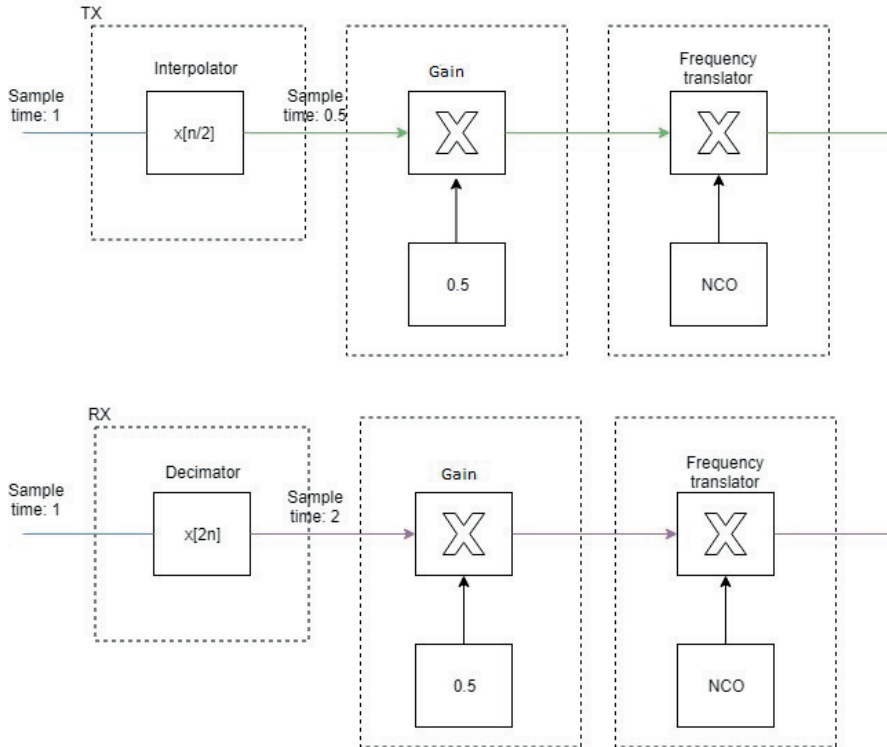 TX
Interpolator
Sample
time: 1
x[n/2]
Sample
time: 0.5
Gain
X
0.5
Frequency
translator
X
NCO
RX
Decimator
Sample
time: 1
x[2n]
Sample
time: 2
Gain
X
0.5
Frequency
translator
X
NCO